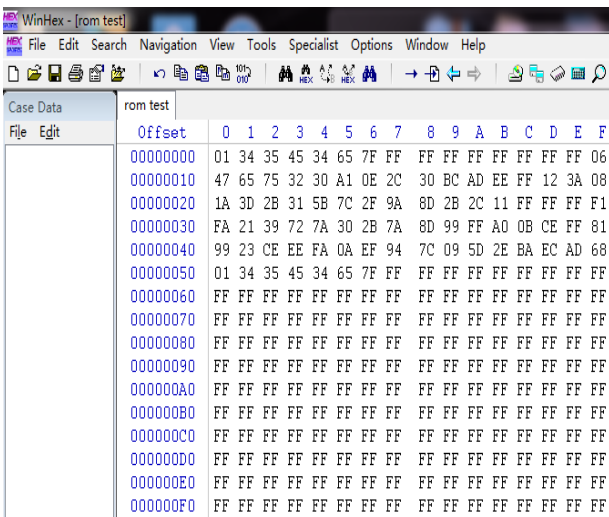 WinHex - [rom test]
File Edit Search Navigation View Tools Specialist Options Window Help
Case Data rom test
File Edit Offset 0 1 2 3 4 5 6 7 8 9 A B C D E F
00000000 01 34 35 45 34 65 7F FF FF FF FF FF FF FF FF 06
00000010 47 65 75 32 30 A1 0E 2C 30 BC AD EE FF 12 3A 08
00000020 1A 3D 2B 31 5B 7C 2F 9A 8D 2B 2C 11 FF FF FF F1
00000030 FA 21 39 72 7A 30 2B 7A 8D 99 FF A0 0B CE FF 81
00000040 99 23 CE EE FA 0A EF 94 7C 09 5D 2E BA EC AD 68
00000050 01 34 35 45 34 65 7F FF FF FF FF FF FF FF FF FF
00000060 FF FF FF FF FF FF FF FF FF FF FF FF FF FF FF FF
00000070 FF FF FF FF FF FF FF FF FF FF FF FF FF FF FF FF
00000080 FF FF FF FF FF FF FF FF FF FF FF FF FF FF FF FF
00000090 FF FF FF FF FF FF FF FF FF FF FF FF FF FF FF FF
000000A0 FF FF FF FF FF FF FF FF FF FF FF FF FF FF FF FF
000000B0 FF FF FF FF FF FF FF FF FF FF FF FF FF FF FF FF
000000C0 FF FF FF FF FF FF FF FF FF FF FF FF FF FF FF FF
000000D0 FF FF FF FF FF FF FF FF FF FF FF FF FF FF FF FF
000000E0 FF FF FF FF FF FF FF FF FF FF FF FF FF FF FF FF
000000F0 FF FF FF FF FF FF FF FF FF FF FF FF FF FF FF FF